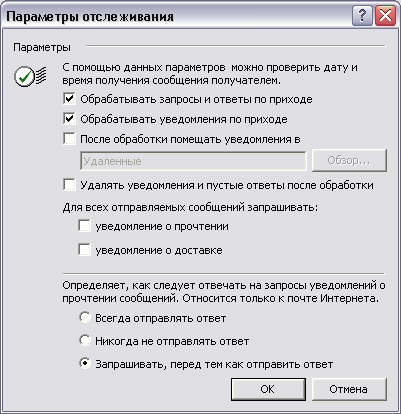 Параметры отслеживания
Параметры
С помощью данных параметров можно проверить дату и
время получения сообщения получателем.
Обрабатывать запросы и ответы по приходе
Обрабатывать уведомления по приходе
После обработки помещать уведомления в
Удаленные
Обзор...
Удалять уведомления и пустые ответы после обработки
Для всех отправляемых сообщений запрашивать:
уведомление о прочтении
уведомление о доставке
Определяет, как следует отвечать на запросы уведомлений о
прочтении сообщений. Относится только к почте Интернета.
Всегда отправлять ответ
Никогда не отправлять ответ
Запрашивать, перед тем как отправить ответ
ОК
Отмена